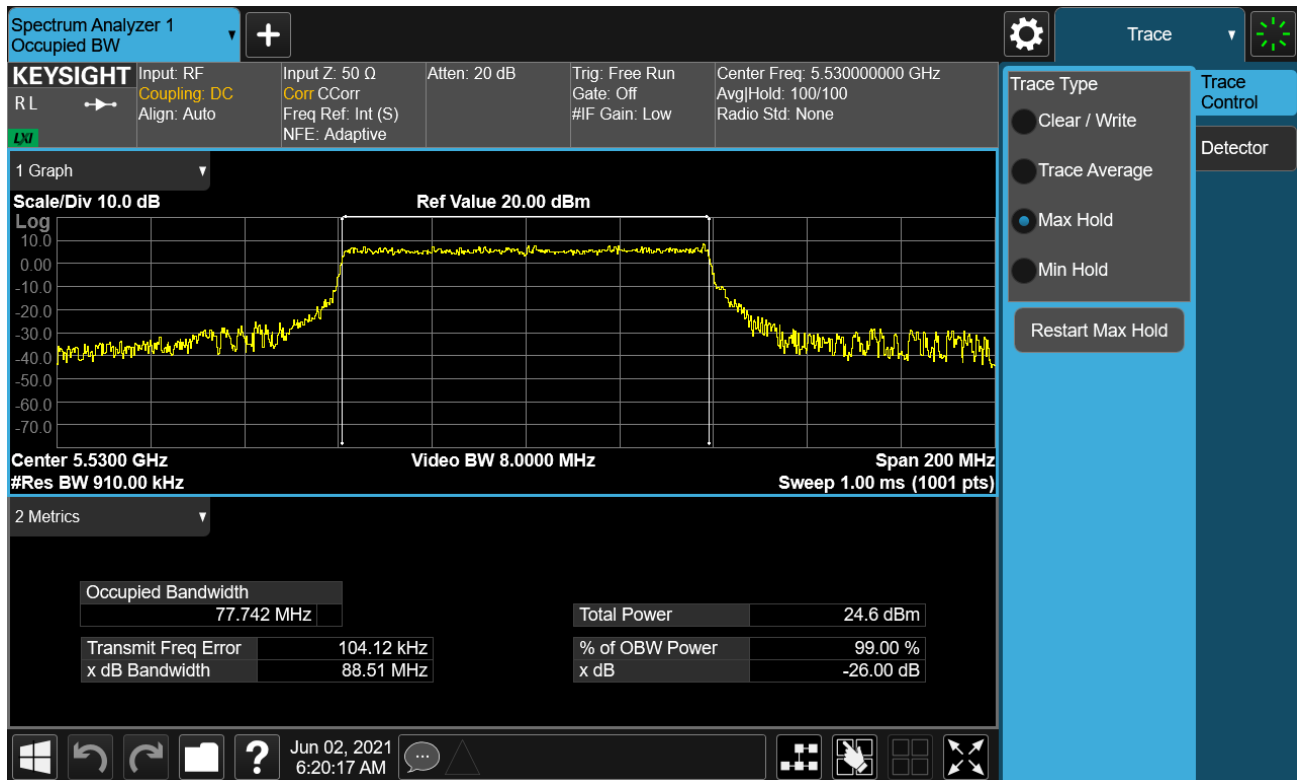 Spectrum Analyzer 1
Occupied BW
Trace
KEYSIGHT
R L
LXI
Input: RF
Coupling: DC
Align: Auto
Input Z: 50 Ω
Corr CCorr
Freq Ref: Int (S)
NFE: Adaptive
Atten: 20 dB
Trig: Free Run
Gate: Off
#IF Gain: Low
Center Freq: 5.530000000 GHz
Avg|Hold: 100/100
Radio Std: None
Trace Type
Clear / Write
Trace Average
Max Hold
Min Hold
Restart Max Hold
Trace
Control
Detector
1 Graph
Scale/Div 10.0 dB
Ref Value 20.00 dBm
Log
10.0
0.00
-10.0
-20.0
-30.0
-40.0
-50.0
-60.0
-70.0
Center 5.5300 GHz
Video BW 8.0000 MHz
Span 200 MHz
#Res BW 910.00 kHz
Sweep 1.00 ms (1001 pts)
2 Metrics
Occupied Bandwidth
77.742 MHz
Total Power 24.6 dBm
Transmit Freq Error 104.12 kHz
% of OBW Power 99.00 %
x dB Bandwidth 88.51 MHz
x dB -26.00 dB
?
Jun 02, 2021
6:20:17 AM